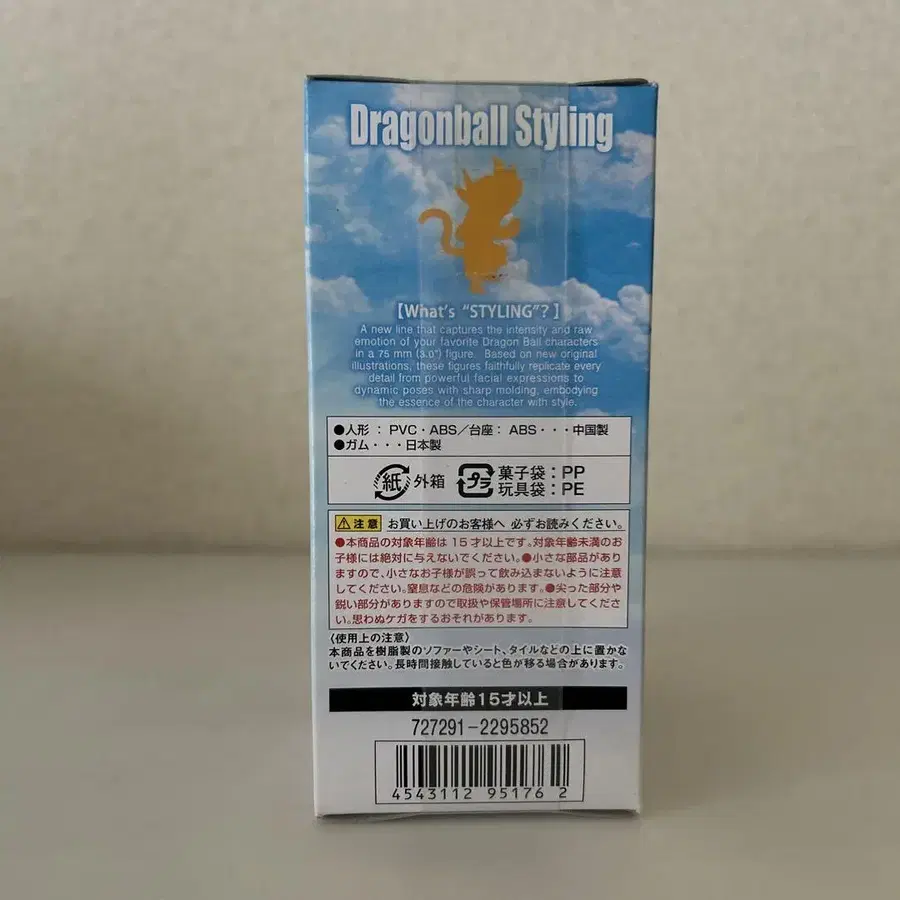 Dragonball Styling
【What's "STYLING"?】
A new line that captures the intensity and raw
emotion of your favorite Dragon Ball characters
in a 75 mm (3.0") figure. Based on new original
illustrations, these figures faithfully replicate every
detail from powerful facial expressions to
dynamic poses with sharp molding, embodying
the essence of the character with style.
●人形：PVC・ABS／台座：ABS・・・中国製
●ガム・・・日本製
紙 外箱 プラ 菓子袋：PP
玩具袋：PE
⚠注意 お買い上げのお客様へ 必ずお読みください。
●本商品の対象年齢は15才以上です。対象年齢未満のお
子様には絶対に与えないでください。●小さな部品があり
ますので、小さなお子様が誤って飲み込まないように注意
してください。窒息などの危険があります。●尖った部分や
鋭い部分がありますので取扱や保管場所に注意してくださ
い。思わぬケガをするおそれがあります。
〈使用上の注意〉
本商品を樹脂製のソファーやシート、タイルなどの上に置かな
いでください。長時間接触していると色が移る場合があります。
対象年齢15才以上
727291-2295852
4543112 951762